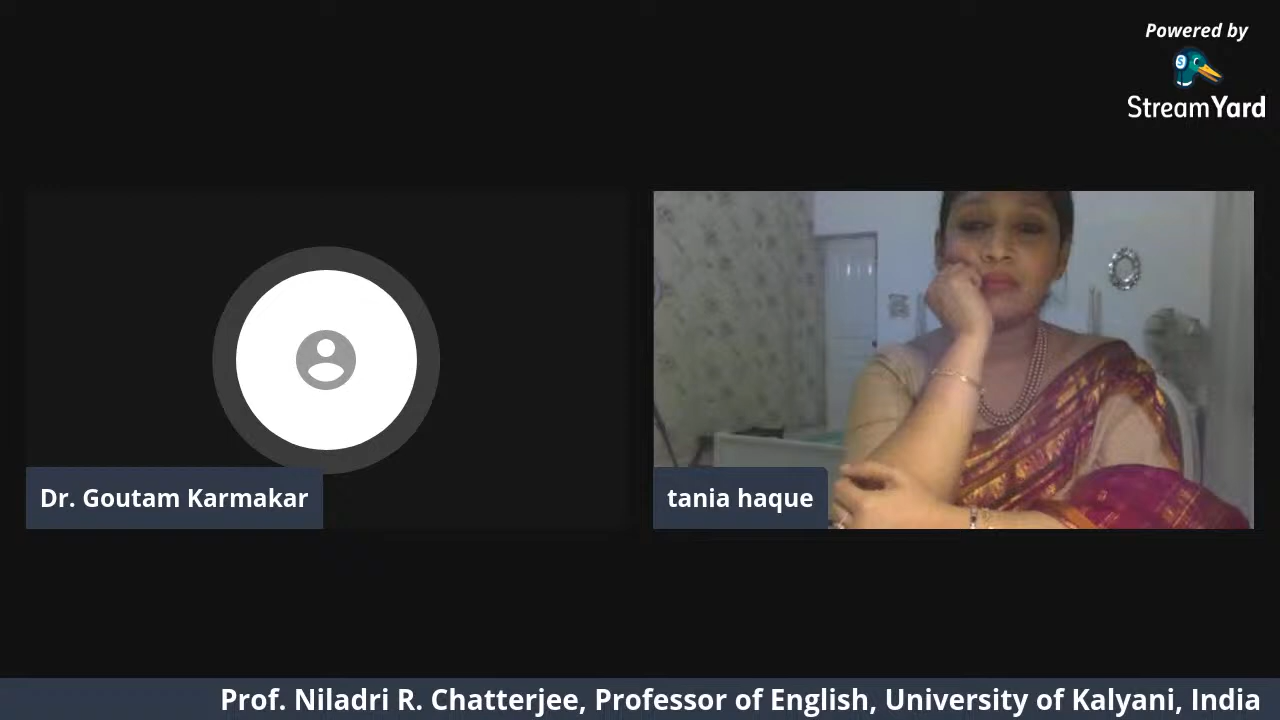 Powered by
StreamYard
Dr. Goutam Karmakar
tania haque
Prof. Niladri R. Chatterjee, Professor of English, University of Kalyani, India